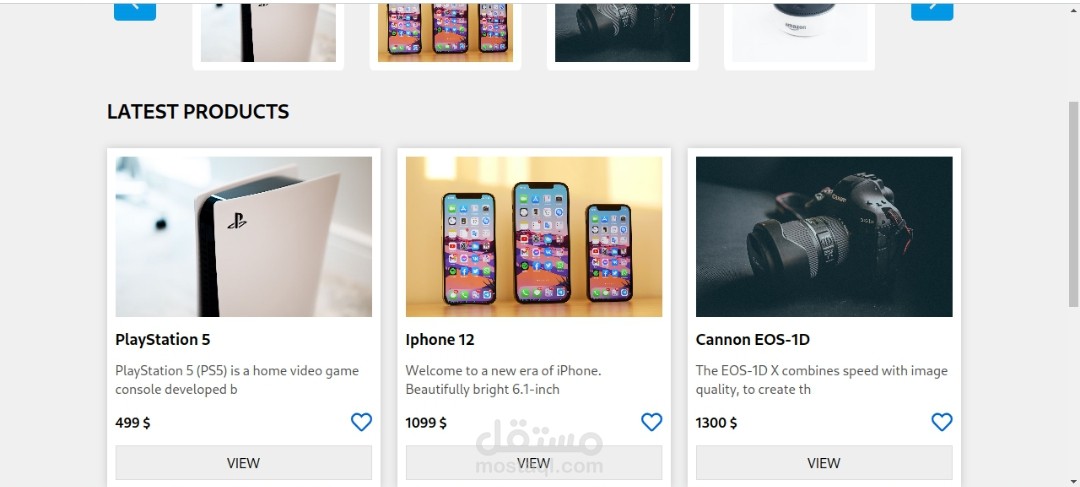 amazon
LATEST PRODUCTS
PlayStation 5
PlayStation 5 (PS5) is a home video game
console developed b
499 $
VIEW
Iphone 12
Welcome to a new era of iPhone.
Beautifully bright 6.1-inch
1099 $
VIEW
Canon
Cannon EOS-1D
The EOS-1D X combines speed with image
quality, to create th
1300 $
VIEW
مستقل
mostaql.com